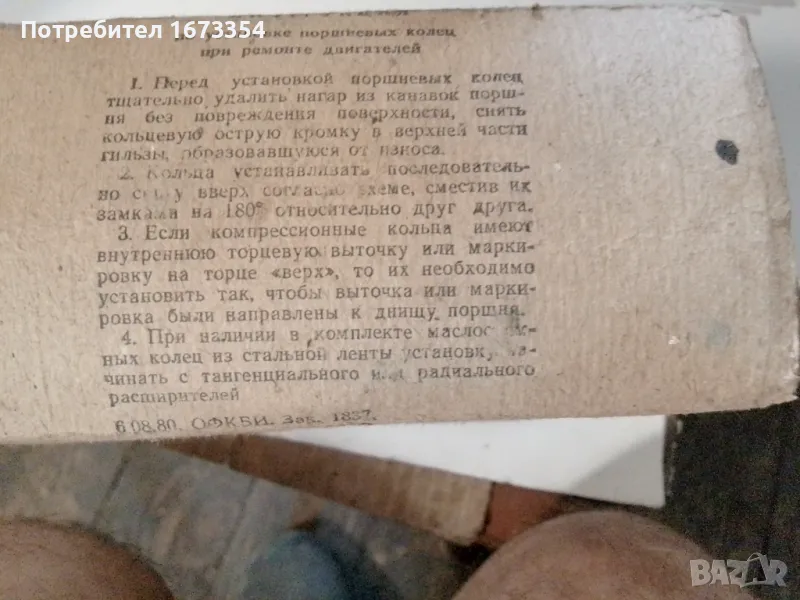 Потребител 1673354
поршневых колец
при ремонте двигателей
1. Перед установкой поршневых колец
тщательно удалить нагар из канавок порш-
ня без повреждения поверхности, снять
кольцевую острую кромку в верхней части
гильзы, образовавшуюся от износа.
2. Кольца устанавливать последователь-
но снизу вверх согласно схеме, сместив их
замками на 180° относительно друг друга.
3. Если компрессионные кольца имеют
внутреннюю торцевую выточку или марки-
ровку на торце «верх», то их необходимо
установить так, чтобы выточка или марки-
ровка были направлены к днищу поршня.
4. При наличии в комплекте
ных колец из стальной ленты
чинать с тангенциального или радиального
расширителей
6 08.80. ОФКБИ. Зак. 1837.
BAZAR